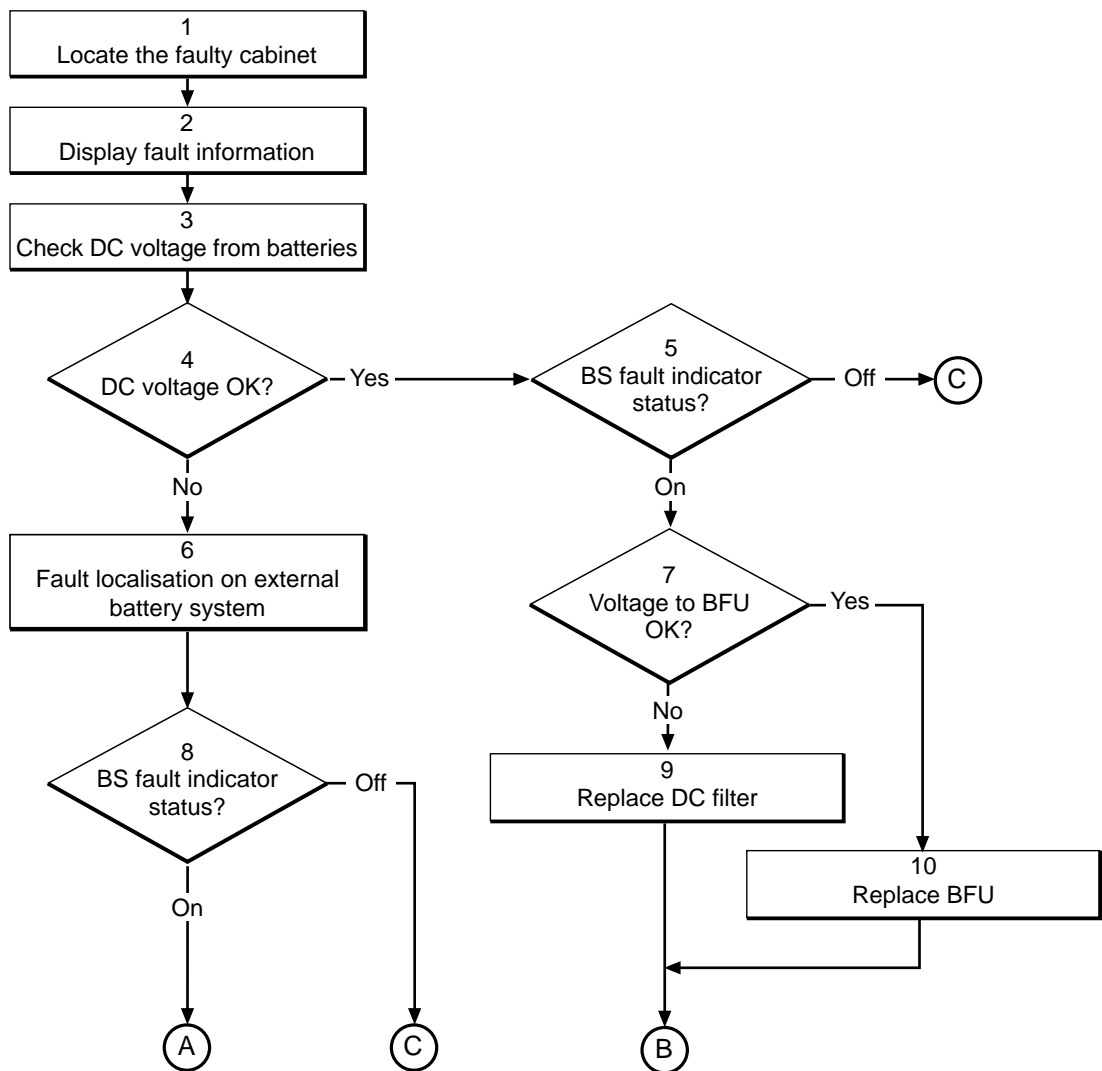 1
Locate the faulty cabinet
2
Display fault information
3
Check DC voltage from batteries
4
DC voltage OK?
Yes
5
BS fault indicator
status?
Off
C
No
On
6
Fault localisation on external
battery system
7
Voltage to BFU
OK?
Yes
No
8
BS fault indicator
status?
Off
9
Replace DC filter
10
Replace BFU
On
A
C
B